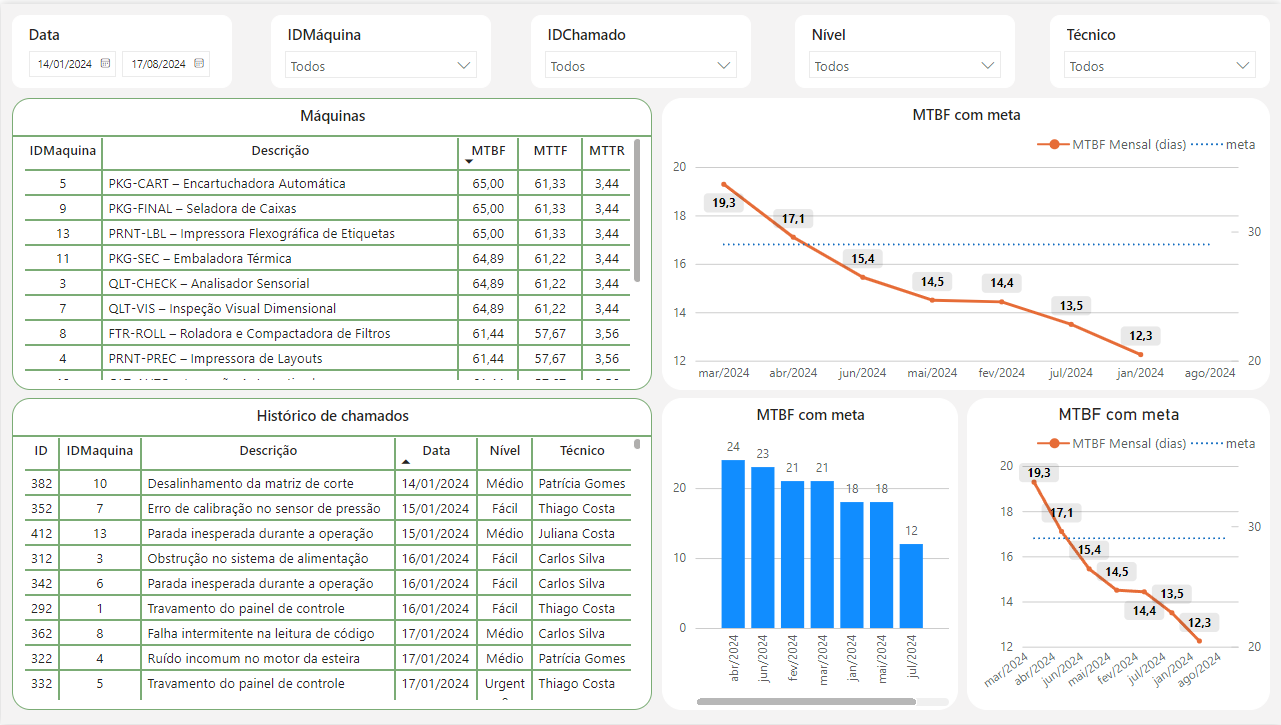 Data
14/01/2024 17/08/2024
IDMáquina
Todos
IDChamado
Todos
Nível
Todos
Técnico
Todos
Máquinas
IDMaquina Descrição MTBF MTTF MTTR
5 PKG-CART – Encartuchadora Automática 65,00 61,33 3,44
9 PKG-FINAL – Seladora de Caixas 65,00 61,33 3,44
13 PRNT-LBL – Impressora Flexográfica de Etiquetas 65,00 61,33 3,44
11 PKG-SEC – Embaladora Térmica 64,89 61,22 3,44
3 QLT-CHECK – Analisador Sensorial 64,89 61,22 3,44
7 QLT-VIS – Inspeção Visual Dimensional 64,89 61,22 3,44
8 FTR-ROLL – Roladora e Compactadora de Filtros 61,44 57,67 3,56
4 PRNT-PREC – Impressora de Layouts 61,44 57,67 3,56
MTBF com meta
MTBF Mensal (dias) meta
20
18
16
14
12
30
20
19,3
17,1
15,4
14,5
14,4
13,5
12,3
mar/2024 abr/2024 jun/2024 mai/2024 fev/2024 jul/2024 jan/2024 ago/2024
Histórico de chamados
ID IDMaquina Descrição Data Nível Técnico
382 10 Desalinhamento da matriz de corte 14/01/2024 Médio Patrícia Gomes
352 7 Erro de calibração no sensor de pressão 15/01/2024 Fácil Thiago Costa
412 13 Parada inesperada durante a operação 15/01/2024 Médio Juliana Costa
312 3 Obstrução no sistema de alimentação 16/01/2024 Fácil Carlos Silva
342 6 Parada inesperada durante a operação 16/01/2024 Fácil Carlos Silva
292 1 Travamento do painel de controle 16/01/2024 Fácil Thiago Costa
362 8 Falha intermitente na leitura de código 17/01/2024 Médio Carlos Silva
322 4 Ruído incomum no motor da esteira 17/01/2024 Médio Patrícia Gomes
332 5 Travamento do painel de controle 17/01/2024 Urgent Thiago Costa
MTBF com meta
20
10
0
24
23
21
21
18
18
12
abr/2024 jun/2024 fev/2024 mar/2024 jan/2024 mai/2024 jul/2024
MTBF com meta
MTBF Mensal (dias) meta
20
18
16
14
12
30
20
19,3
17,1
15,4
14,5
14,4
13,5
12,3
mar/2024 abr/2024 jun/2024 mai/2024 fev/2024 jul/2024 jan/2024 ago/2024